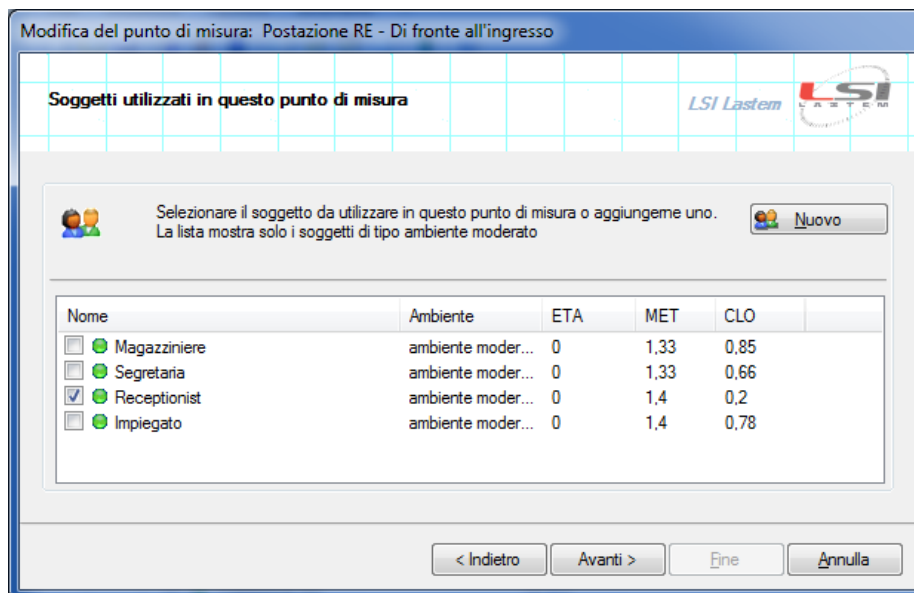 Modifica del punto di misura: Postazione RE - Di fronte all'ingresso
Soggetti utilizzati in questo punto di misura
LSI Lastem
LSI
LASTEM
Selezionare il soggetto da utilizzare in questo punto di misura o aggiungerne uno.
La lista mostra solo i soggetti di tipo ambiente moderato
Nuovo
Nome Ambiente ETA MET CLO
Magazziniere ambiente moder... 0 1,33 0,85
Segretaria ambiente moder... 0 1,33 0,66
Receptionist ambiente moder... 0 1,4 0,2
Impiegato ambiente moder... 0 1,4 0,78
< Indietro Avanti > Fine Annulla